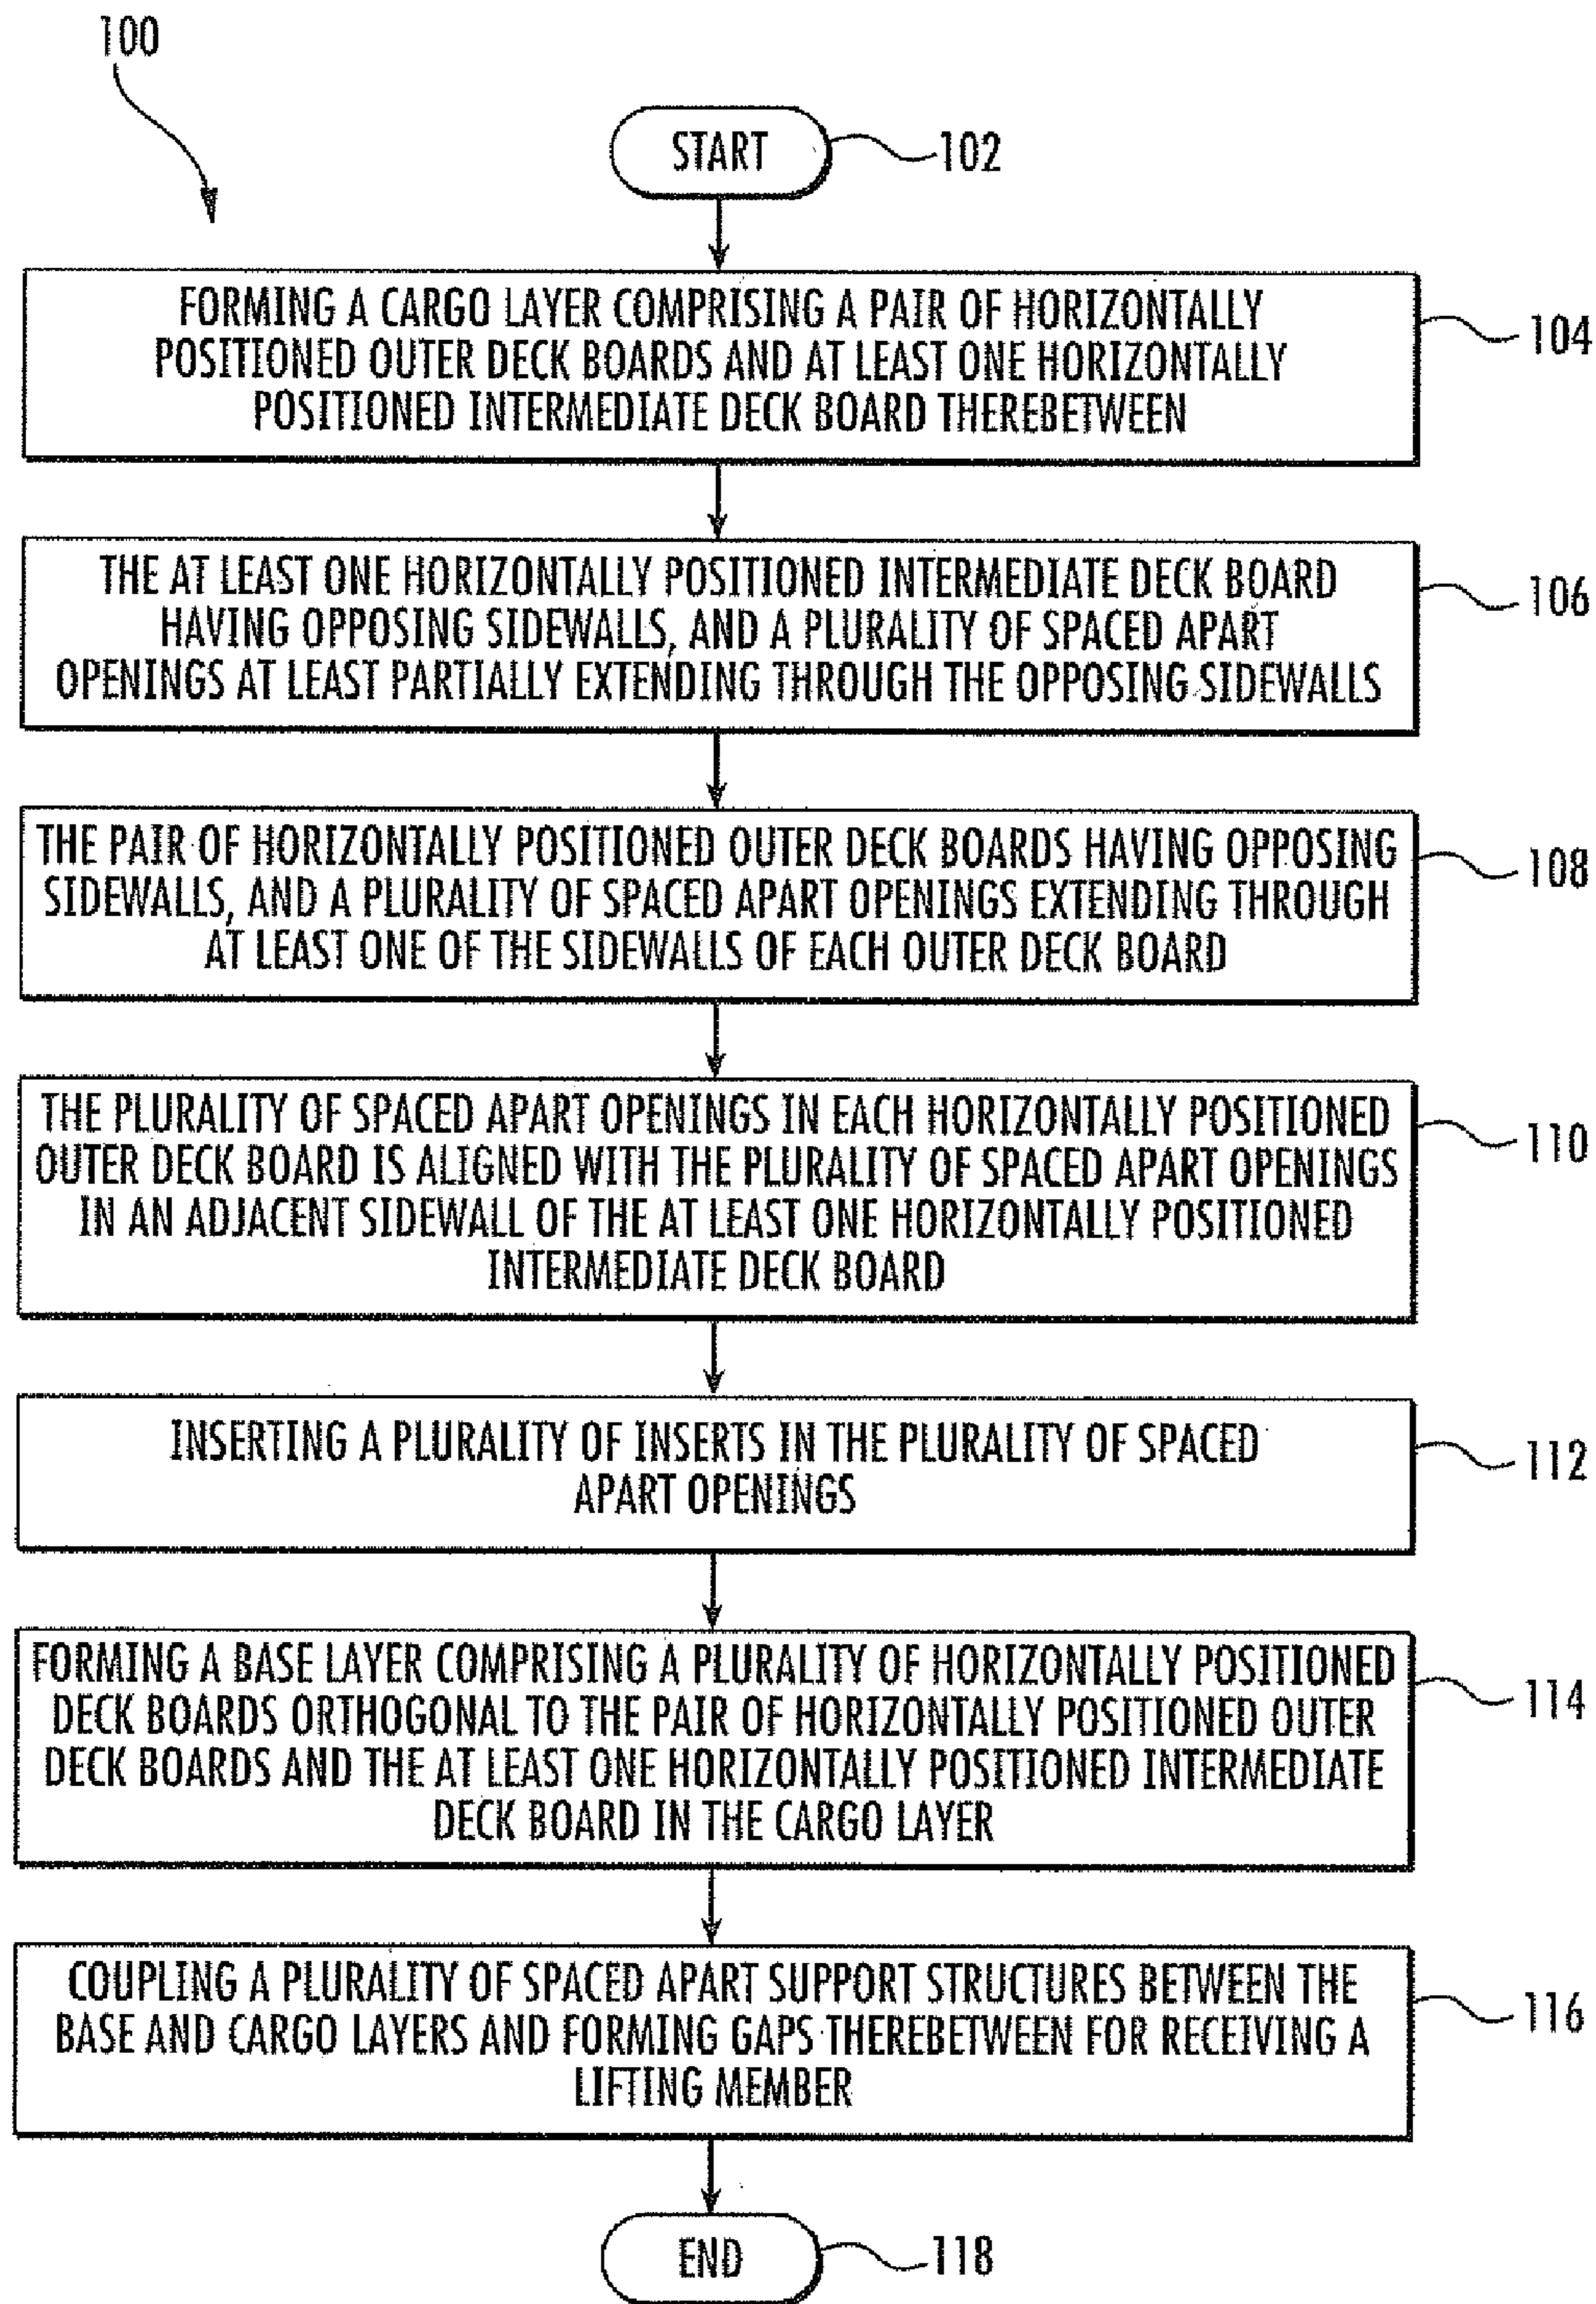 100
START
102
FORMING A CARGO LAYER COMPRISING A PAIR OF HORIZONTALLY
POSITIONED OUTER DECK BOARDS AND AT LEAST ONE HORIZONTALLY
POSITIONED INTERMEDIATE DECK BOARD THEREBETWEEN
104
THE AT LEAST ONE HORIZONTALLY POSITIONED INTERMEDIATE DECK BOARD
HAVING OPPOSING SIDEWALLS, AND A PLURALITY OF SPACED APART
OPENINGS AT LEAST PARTIALLY EXTENDING THROUGH THE OPPOSING SIDEWALLS
106
THE PAIR OF HORIZONTALLY POSITIONED OUTER DECK BOARDS HAVING OPPOSING
SIDEWALLS, AND A PLURALITY OF SPACED APART OPENINGS EXTENDING THROUGH
AT LEAST ONE OF THE SIDEWALLS OF EACH OUTER DECK BOARD
108
THE PLURALITY OF SPACED APART OPENINGS IN EACH HORIZONTALLY POSITIONED
OUTER DECK BOARD IS ALIGNED WITH THE PLURALITY OF SPACED APART OPENINGS
IN AN ADJACENT SIDEWALL OF THE AT LEAST ONE HORIZONTALLY POSITIONED
INTERMEDIATE DECK BOARD
110
INSERTING A PLURALITY OF INSERTS IN THE PLURALITY OF SPACED
APART OPENINGS
112
FORMING A BASE LAYER COMPRISING A PLURALITY OF HORIZONTALLY POSITIONED
DECK BOARDS ORTHOGONAL TO THE PAIR OF HORIZONTALLY POSITIONED OUTER
DECK BOARDS AND THE AT LEAST ONE HORIZONTALLY POSITIONED INTERMEDIATE
DECK BOARD IN THE CARGO LAYER
114
COUPLING A PLURALITY OF SPACED APART SUPPORT STRUCTURES BETWEEN THE
BASE AND CARGO LAYERS AND FORMING GAPS THEREBETWEEN FOR RECEIVING A
LIFTING MEMBER
116
END
118